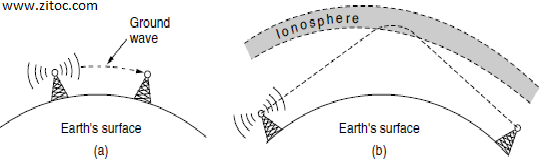 www.zitoc.com
Ground
wave
Earth's surface
(a)
Ionosphere
Earth's surface
(b)